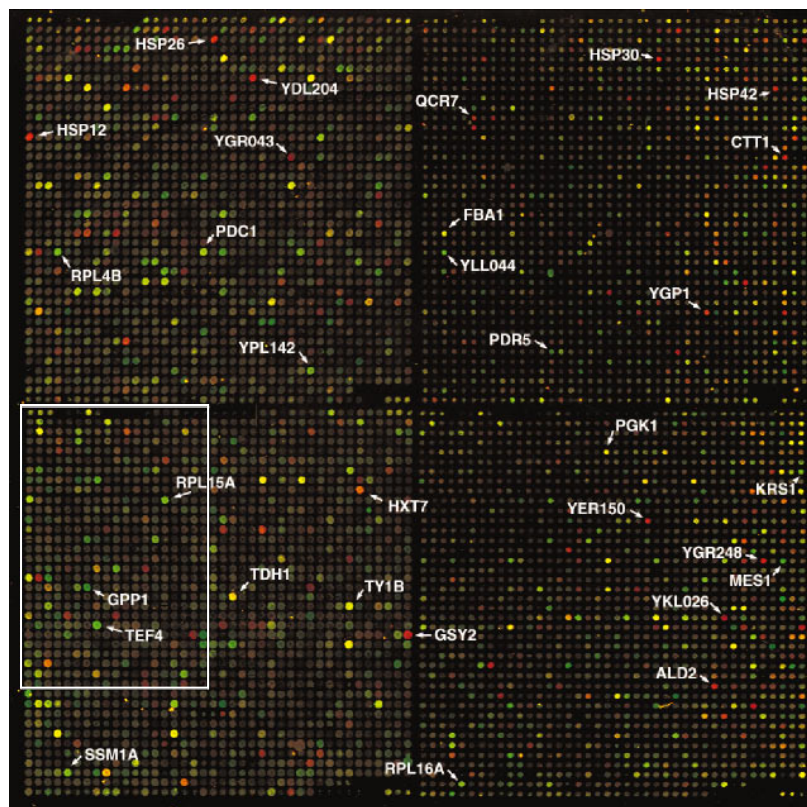 HSP26
HSP30
YDL204
HSP42
QCR7
HSP12
YGR043
CTT1
FBA1
PDC1
RPL4B
YLL044
YGP1
PDR5
YPL142
PGK1
RPL15A
KRS1
HXT7
YER150
YGR248
TDH1
MES1
GPP1
TY1B
YKL026
TEF4
GSY2
ALD2
SSM1A
RPL16A